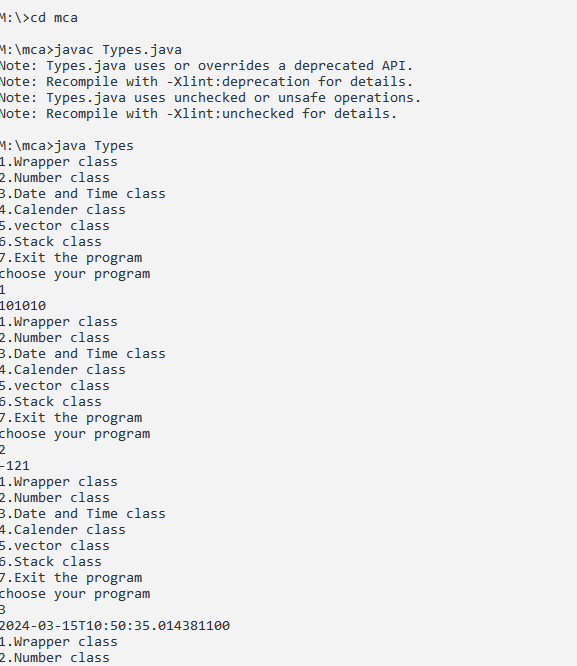 M:\>cd mca
M:\mca>javac Types.java
Note: Types.java uses or overrides a deprecated API.
Note: Recompile with -Xlint:deprecation for details.
Note: Types.java uses unchecked or unsafe operations.
Note: Recompile with -Xlint:unchecked for details.
M:\mca>java Types
1.Wrapper class
2.Number class
3.Date and Time class
4.Calender class
5.vector class
6.Stack class
7.Exit the program
choose your program
1
101010
1.Wrapper class
2.Number class
3.Date and Time class
4.Calender class
5.vector class
6.Stack class
7.Exit the program
choose your program
2
-121
1.Wrapper class
2.Number class
3.Date and Time class
4.Calender class
5.vector class
6.Stack class
7.Exit the program
choose your program
3
2024-03-15T10:50:35.014381100
1.Wrapper class
2.Number class